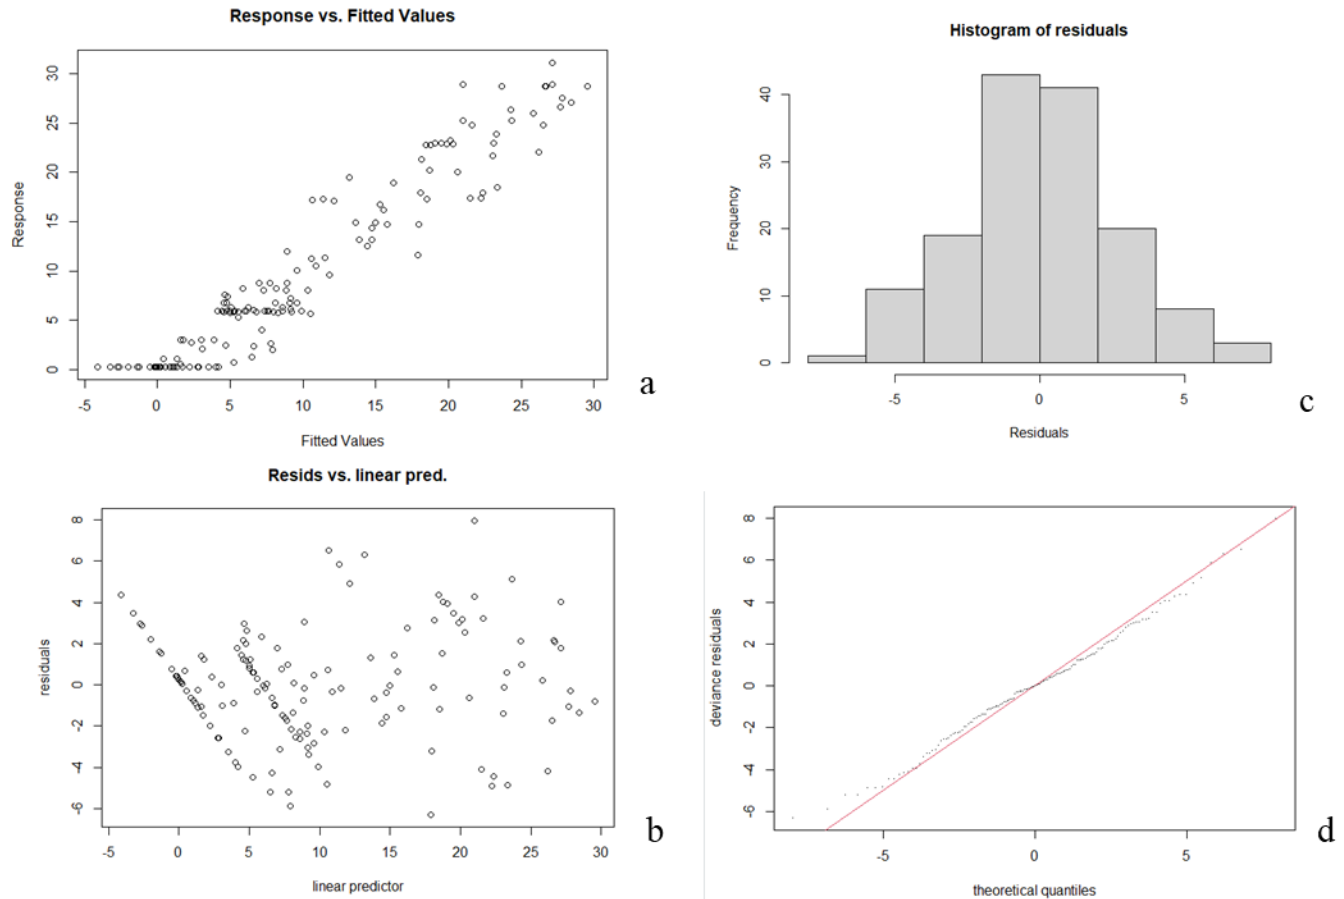 Response vs. Fitted Values
Response
0 5 10 15 20 25 30
-5 0 5 10 15 20 25 30
Fitted Values
a
Histogram of residuals
Frequency
0 10 20 30 40
-5 0 5
Residuals
c
Resids vs. linear pred.
residuals
-6 -4 -2 0 2 4 6 8
-5 0 5 10 15 20 25 30
linear predictor
b
deviance residuals
-6 -4 -2 0 2 4 6 8
-5 0 5
theoretical quantiles
d